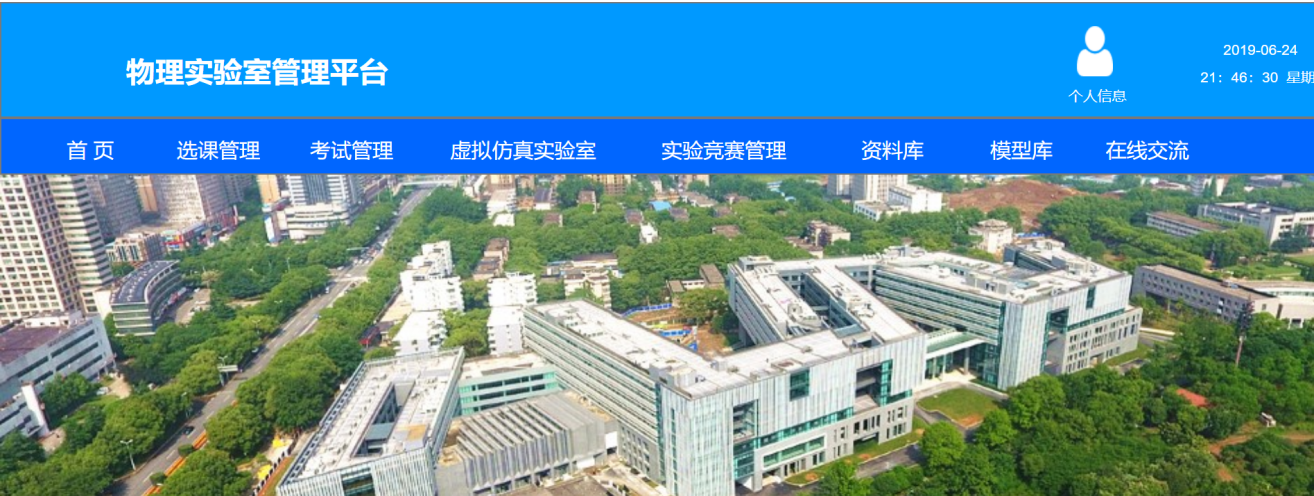 物理实验室管理平台
2019-06-24
21：46：30 星期
个人信息
首 页 选课管理 考试管理 虚拟仿真实验室 实验竞赛管理 资料库 模型库 在线交流